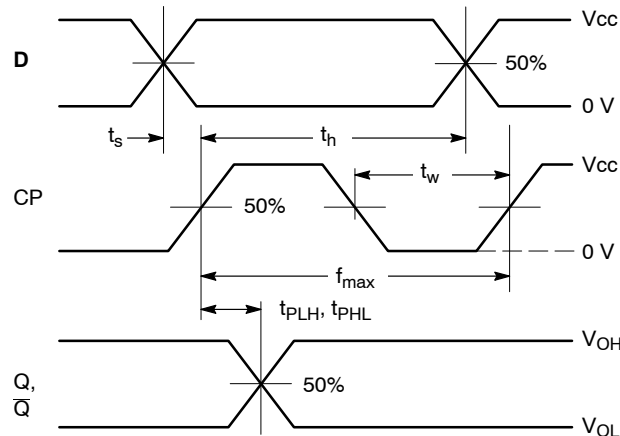 Vcc
D
50%
0 V
ts
th
Vcc
tw
CP
50%
0 V
fmax
tPLH, tPHL
VOH
Q,
Q̅
50%
VOL